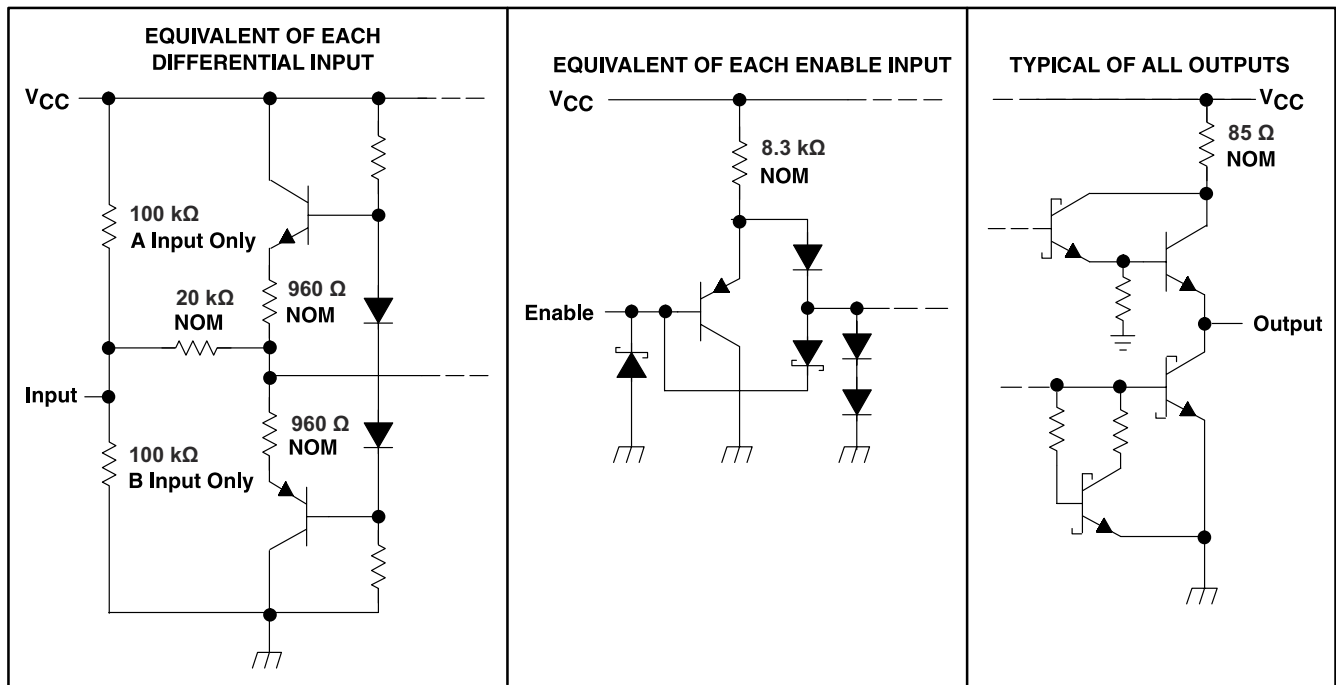 EQUIVALENT OF EACH
DIFFERENTIAL INPUT
VCC
100 kΩ
A Input Only
20 kΩ
NOM
960 Ω
NOM
Input
960 Ω
NOM
100 kΩ
B Input Only
EQUIVALENT OF EACH ENABLE INPUT
VCC
8.3 kΩ
NOM
Enable
TYPICAL OF ALL OUTPUTS
VCC
85 Ω
NOM
Output